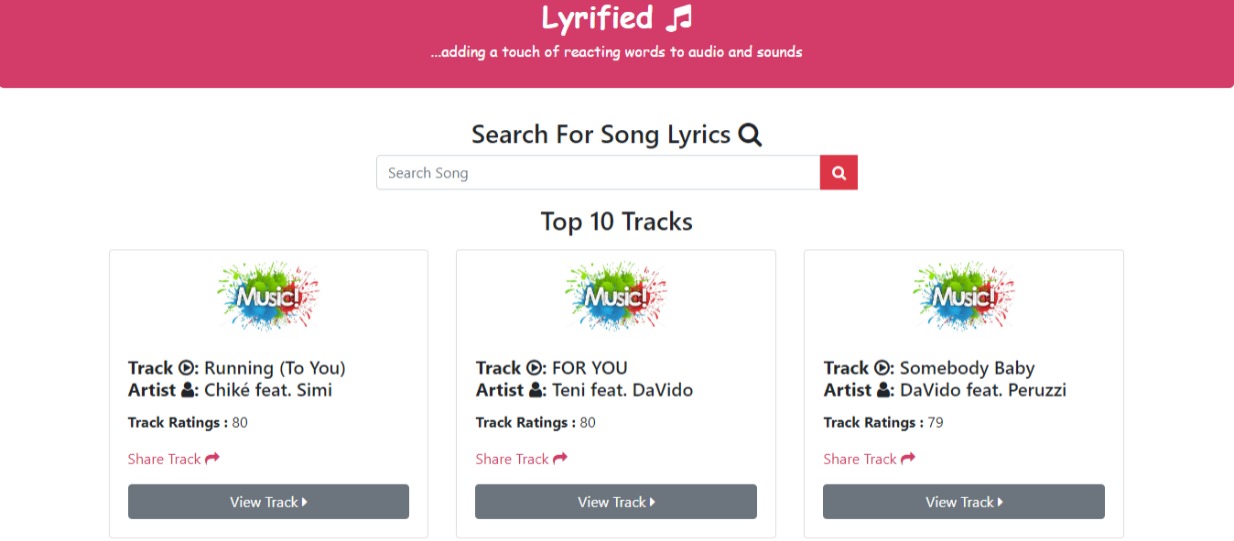 Lyrified
...adding a touch of reacting words to audio and sounds
Search For Song Lyrics
Search Song
Top 10 Tracks
Music!
Track : Running (To You)
Artist : Chiké feat. Simi
Track Ratings : 80
Share Track
View Track
Music!
Track : FOR YOU
Artist : Teni feat. DaVido
Track Ratings : 80
Share Track
View Track
Music!
Track : Somebody Baby
Artist : DaVido feat. Peruzzi
Track Ratings : 79
Share Track
View Track